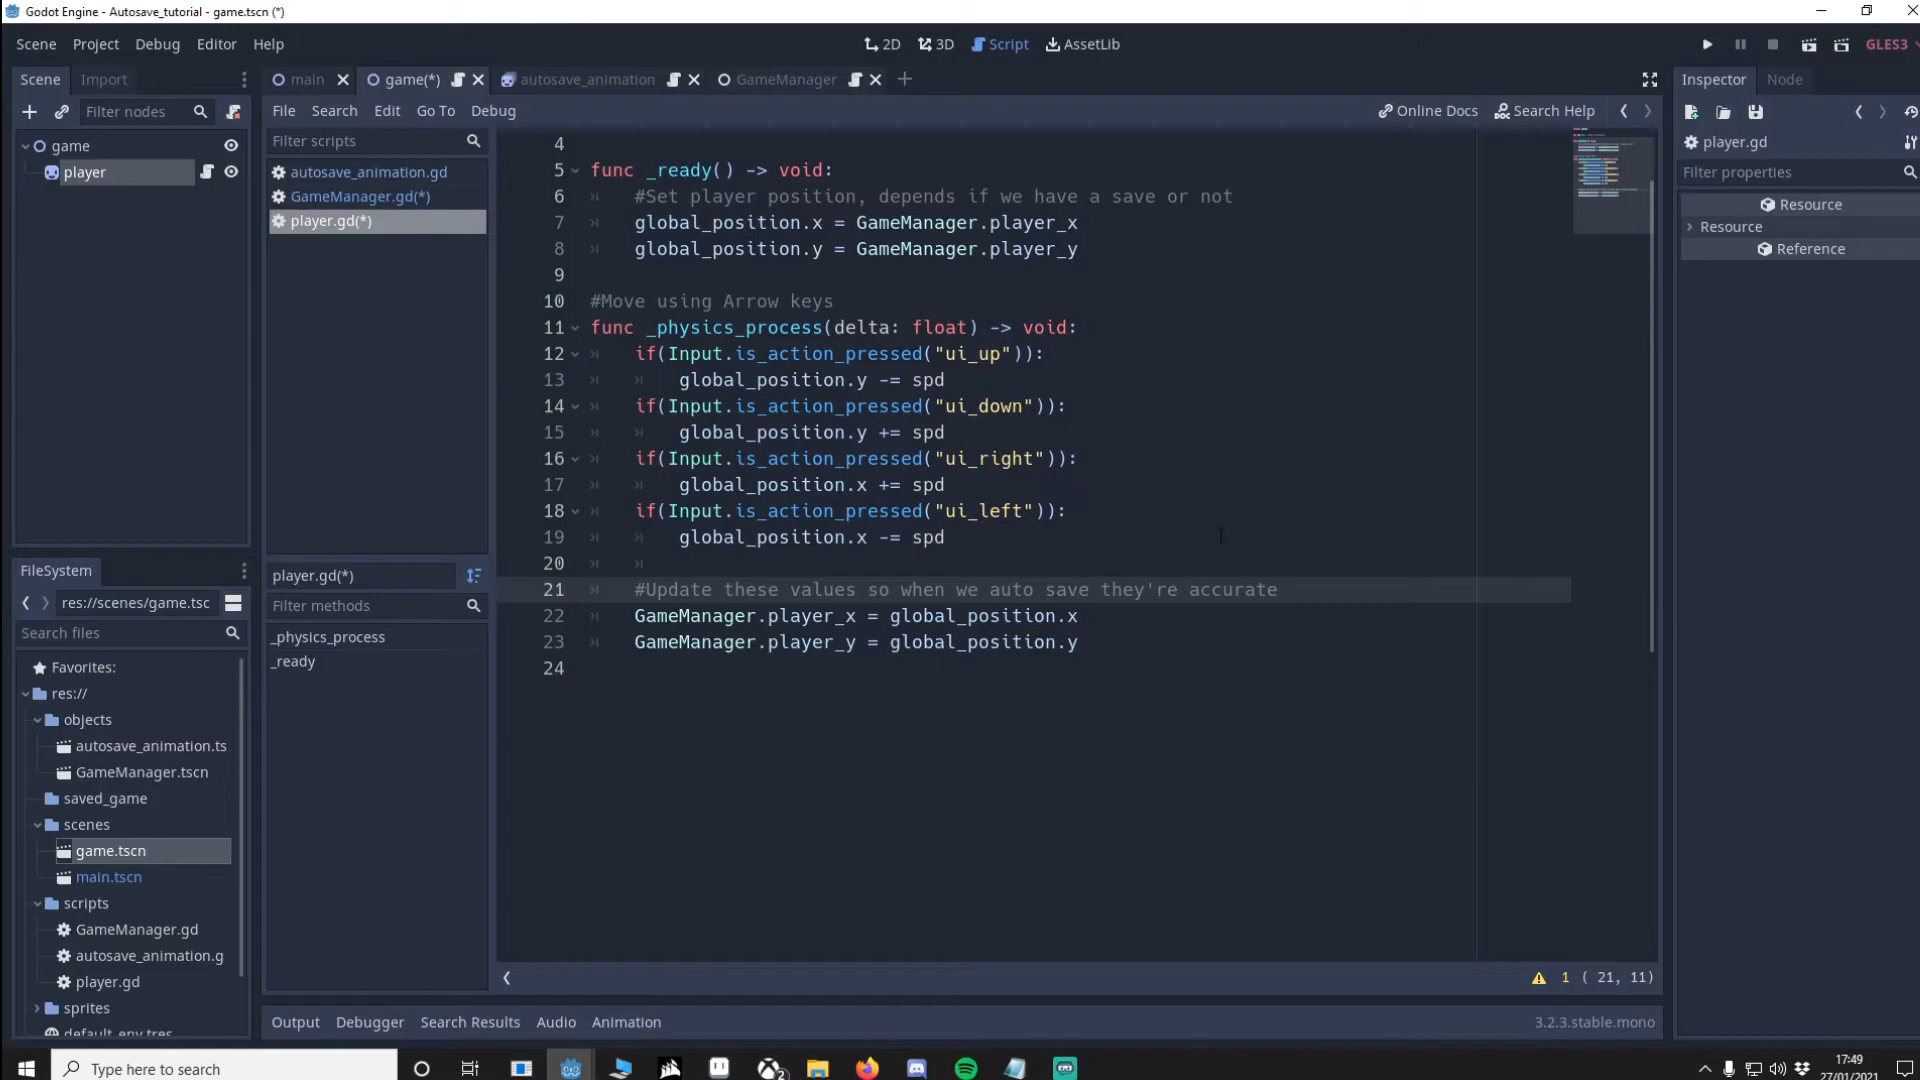 Godot Engine - Autosave_tutorial - game.tscn (*)
Scene Project Debug Editor Help
2D 3D Script AssetLib
GLES3
Scene Import
main game(*) autosave_animation GameManager
Inspector Node
Filter nodes
File Search Edit Go To Debug
Online Docs Search Help
game
player
Filter scripts
autosave_animation.gd
GameManager.gd(*)
player.gd(*)
player.gd(*)
Filter methods
_physics_process
_ready
4
5 func _ready() -> void:
6 #Set player position, depends if we have a save or not
7 global_position.x = GameManager.player_x
8 global_position.y = GameManager.player_y
9
10 #Move using Arrow keys
11 func _physics_process(delta: float) -> void:
12 if(Input.is_action_pressed("ui_up")):
13 global_position.y -= spd
14 if(Input.is_action_pressed("ui_down")):
15 global_position.y += spd
16 if(Input.is_action_pressed("ui_right")):
17 global_position.x += spd
18 if(Input.is_action_pressed("ui_left")):
19 global_position.x -= spd
20
21 #Update these values so when we auto save they're accurate
22 GameManager.player_x = global_position.x
23 GameManager.player_y = global_position.y
24
player.gd
Filter properties
Resource
Resource
Reference
FileSystem
res://scenes/game.tsc
Search files
Favorites:
res://
objects
autosave_animation.ts
GameManager.tscn
saved_game
scenes
game.tscn
main.tscn
scripts
GameManager.gd
autosave_animation.g
player.gd
sprites
default_env.tres
1 ( 21, 11)
Output Debugger Search Results Audio Animation
3.2.3.stable.mono
Type here to search
2
17:49
27/01/2021